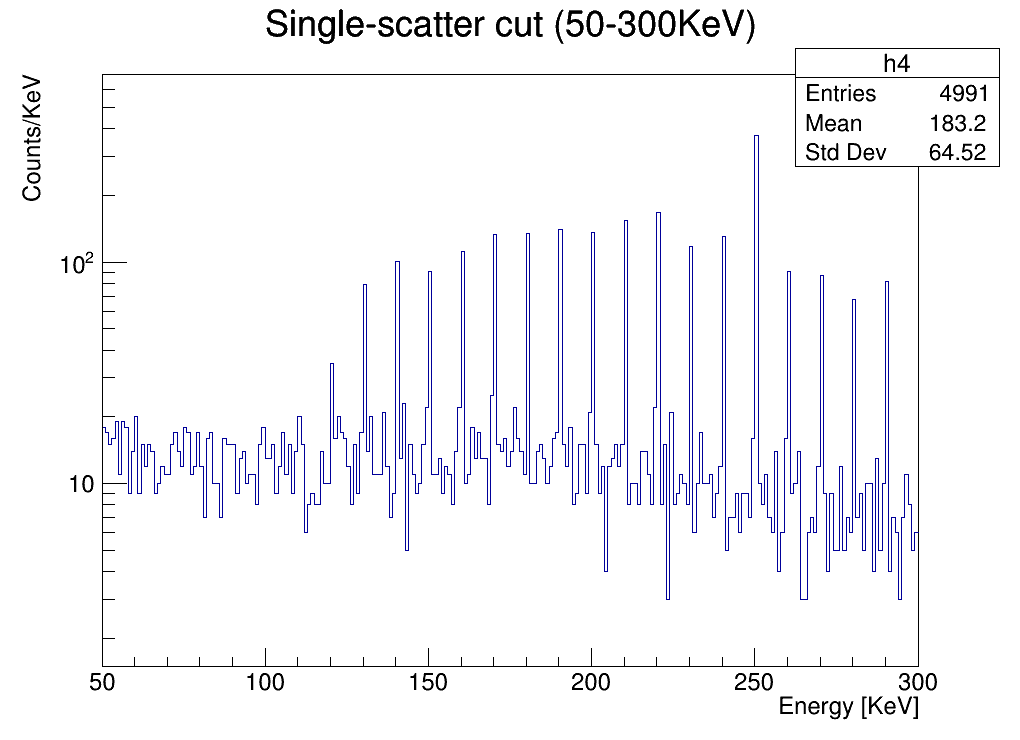 Single-scatter cut (50-300KeV)
h4
Entries 4991
Mean 183.2
Std Dev 64.52
Counts/KeV
10²
10
50 100 150 200 250 300
Energy [KeV]